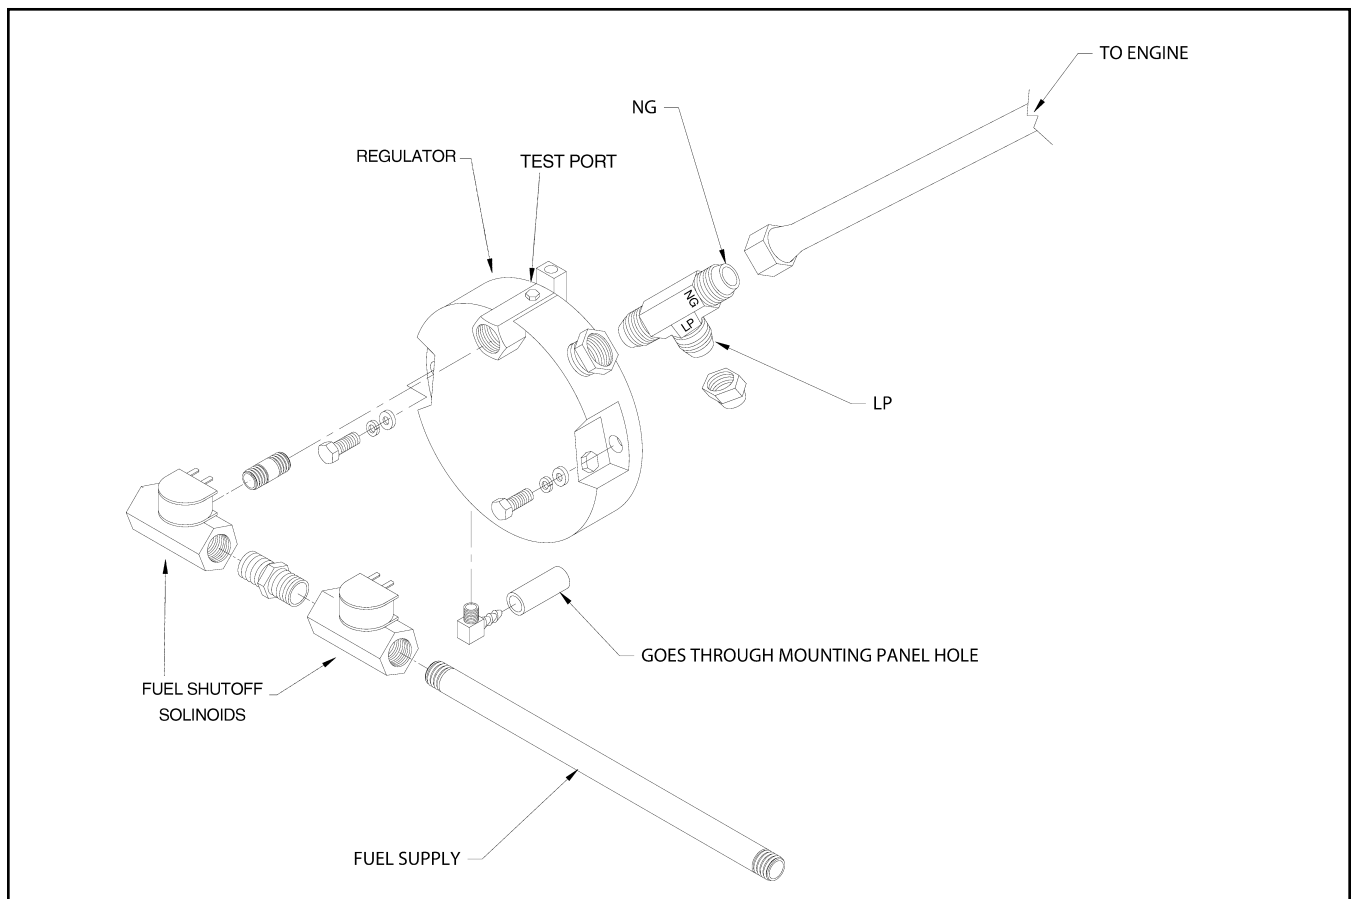 TO ENGINE
NG
REGULATOR
TEST PORT
NG
LP
LP
GOES THROUGH MOUNTING PANEL HOLE
FUEL SHUTOFF
SOLINOIDS
FUEL SUPPLY